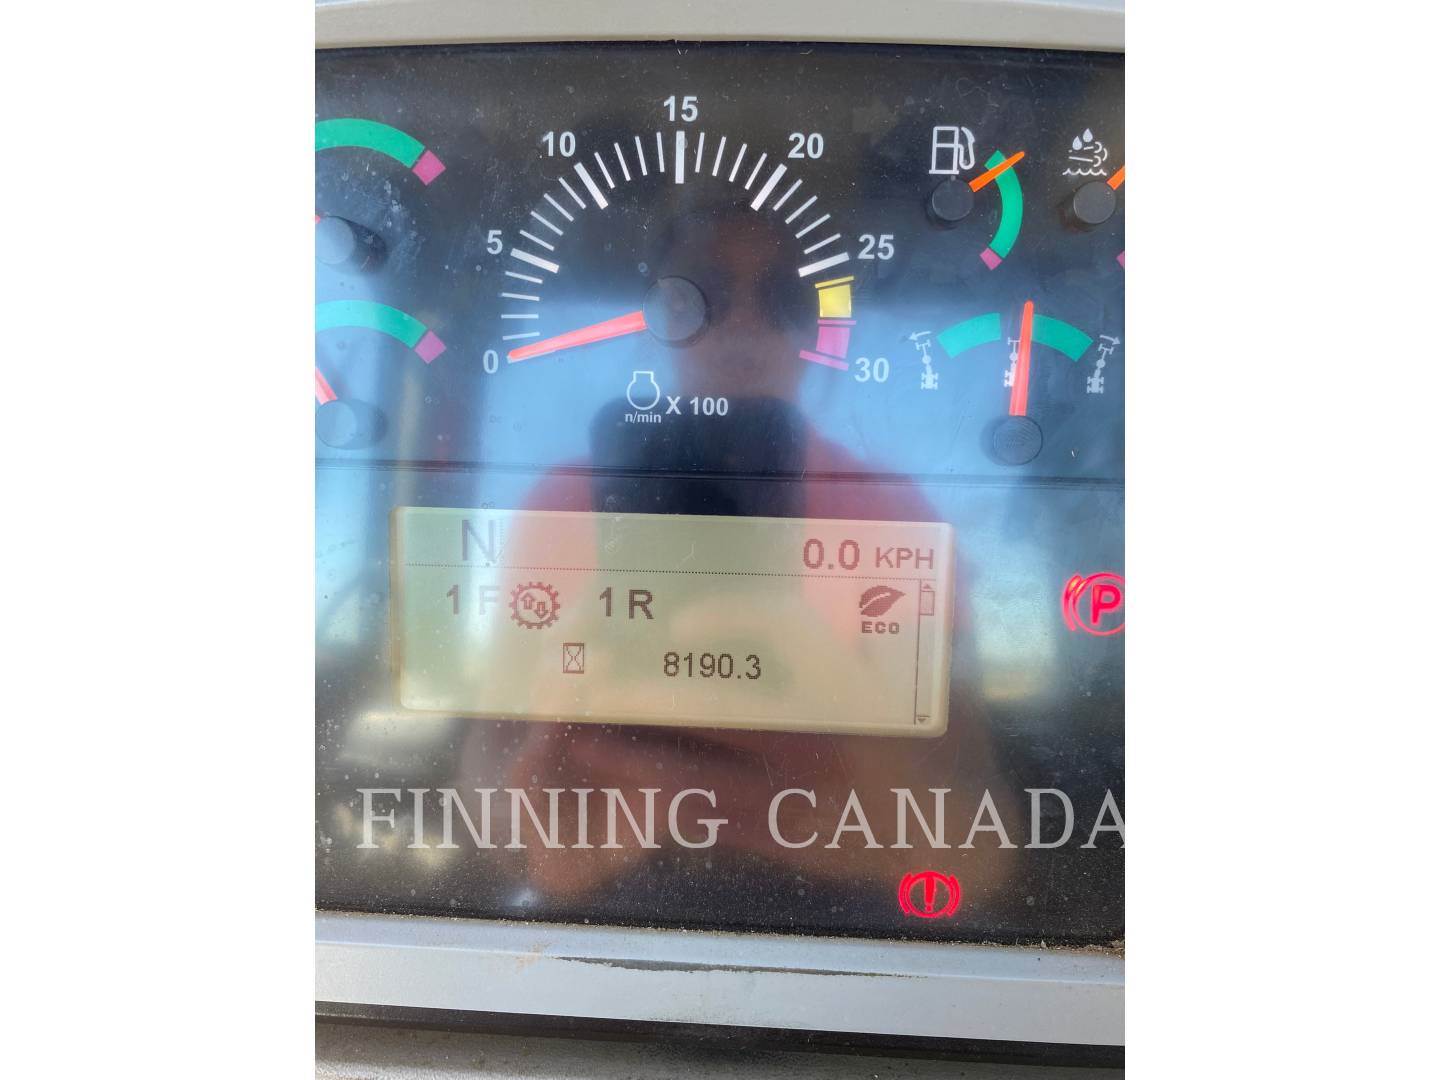 15
10
20
5
25
0
30
n/min X 100
N
0.0 KPH
1 F 1 R
ECO
8190.3
P
FINNING CANADA